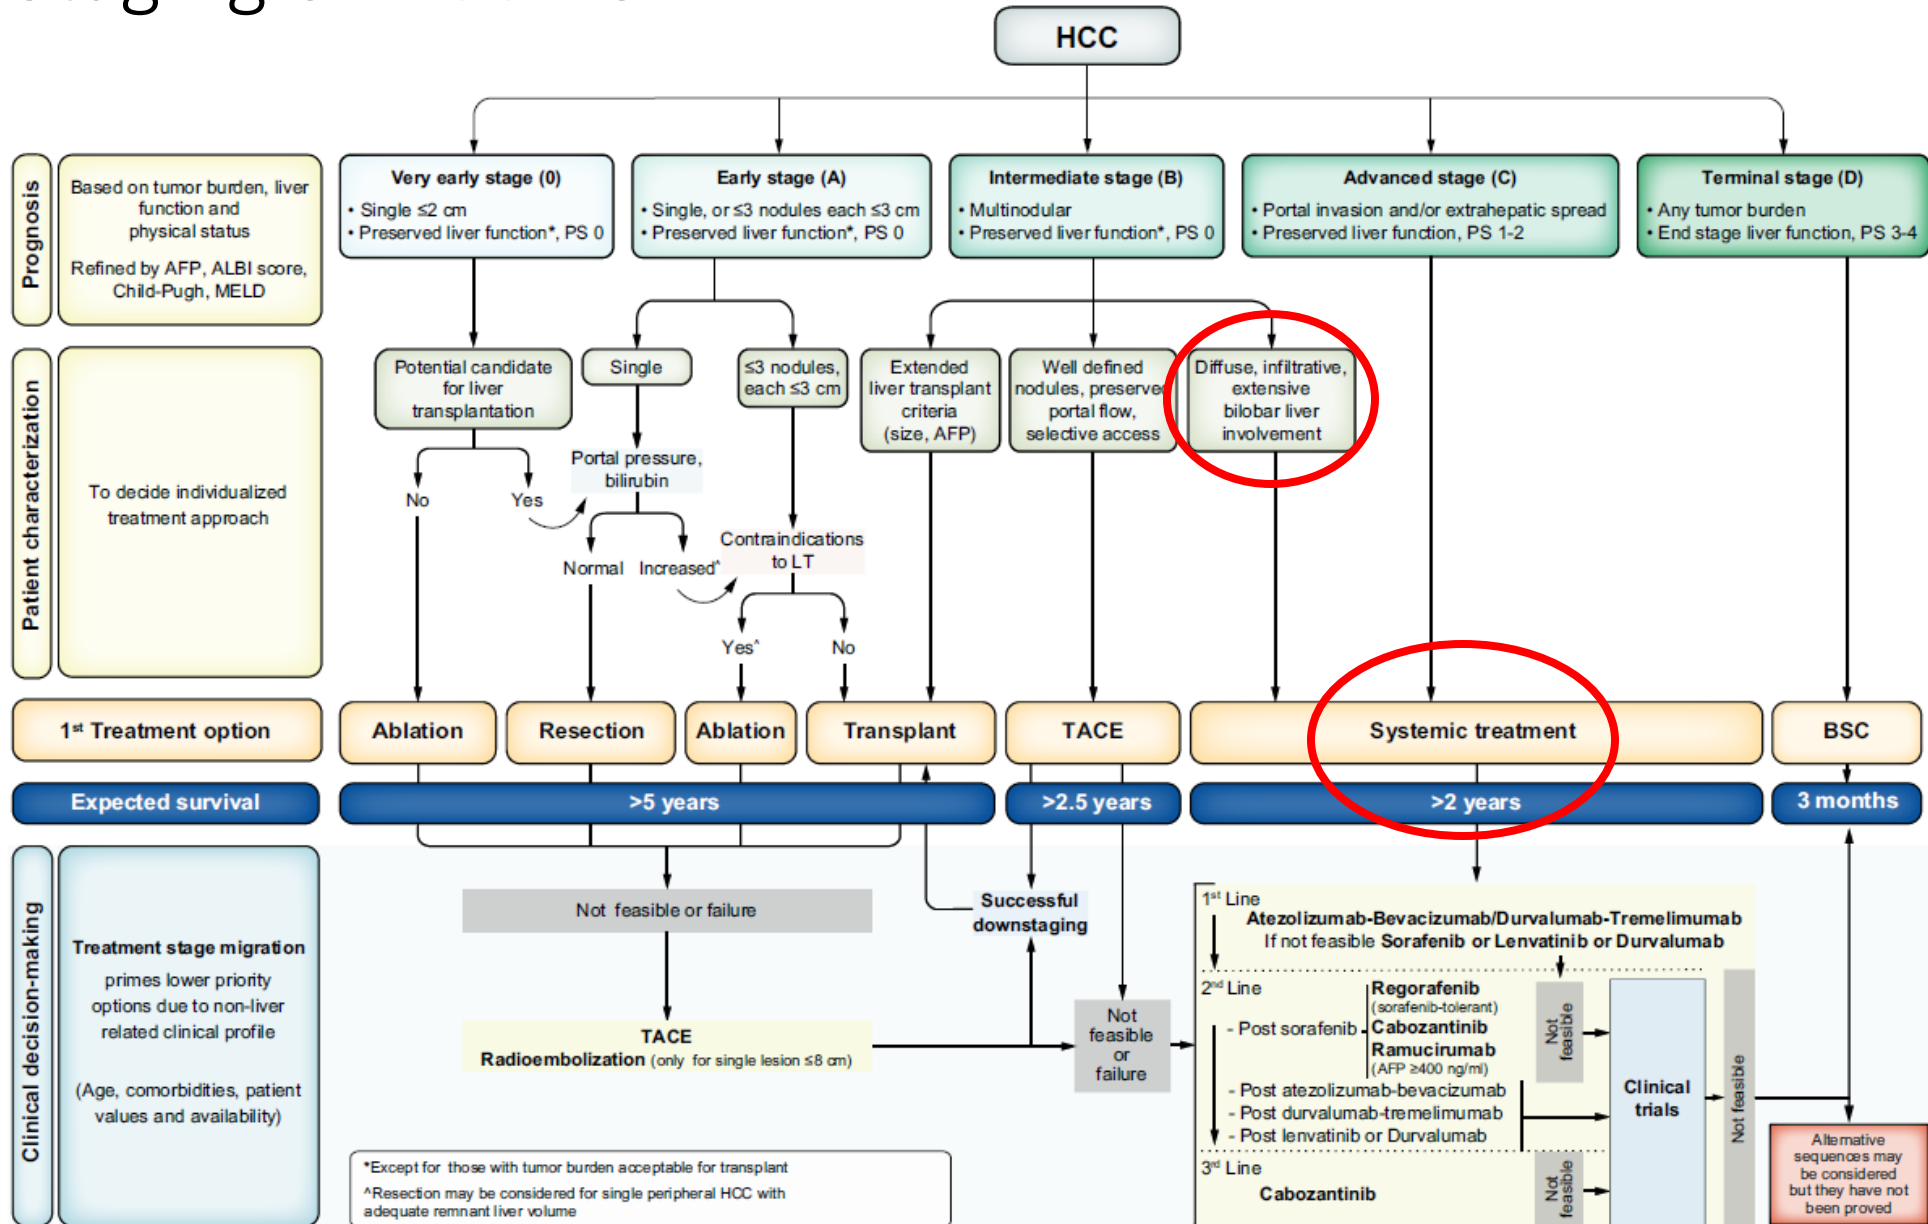 HCC
Prognosis
Based on tumor burden, liver
function and
physical status
Refined by AFP, ALBI score,
Child-Pugh, MELD
Very early stage (0)
• Single ≤2 cm
• Preserved liver function*, PS 0
Early stage (A)
• Single, or ≤3 nodules each ≤3 cm
• Preserved liver function*, PS 0
Intermediate stage (B)
• Multinodular
• Preserved liver function*, PS 0
Advanced stage (C)
• Portal invasion and/or extrahepatic spread
• Preserved liver function, PS 1-2
Terminal stage (D)
• Any tumor burden
• End stage liver function, PS 3-4
Patient characterization
To decide individualized
treatment approach
Potential candidate
for liver
transplantation
Single
≤3 nodules,
each ≤3 cm
Extended
liver transplant
criteria
(size, AFP)
Well defined
nodules, preserved
portal flow,
selective access
Diffuse, infiltrative,
extensive
bilobar liver
involvement
No
Yes
Portal pressure,
bilirubin
Normal
Increased^
Contraindications
to LT
Yes^
No
1st Treatment option
Ablation
Resection
Ablation
Transplant
TACE
Systemic treatment
BSC
Expected survival
>5 years
>2.5 years
>2 years
3 months
Clinical decision-making
Treatment stage migration
primes lower priority
options due to non-liver
related clinical profile
(Age, comorbidities, patient
values and availability)
Not feasible or failure
TACE
Radioembolization (only for single lesion ≤8 cm)
Successful
downstaging
Not
feasible
or
failure
1st Line
Atezolizumab-Bevacizumab/Durvalumab-Tremelimumab
If not feasible Sorafenib or Lenvatinib or Durvalumab
2nd Line
- Post sorafenib
Regorafenib
(sorafenib-tolerant)
Cabozantinib
Ramucirumab
(AFP ≥400 ng/ml)
- Post atezolizumab-bevacizumab
- Post durvalumab-tremelimumab
- Post lenvatinib or Durvalumab
Not
feasible
3rd Line
Cabozantinib
Not
feasible
Clinical
trials
Not feasible
Alternative
sequences may
be considered
but they have not
been proved
*Except for those with tumor burden acceptable for transplant
^Resection may be considered for single peripheral HCC with
adequate remnant liver volume